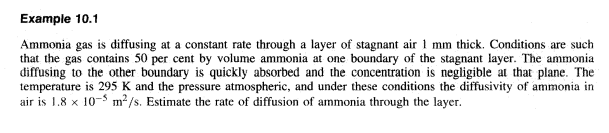 Example 10.1
Ammonia gas is diffusing at a constant rate through a layer of stagnant air 1 mm thick. Conditions are such
that the gas contains 50 per cent by volume ammonia at one boundary of the stagnant layer. The ammonia
diffusing to the other boundary is quickly absorbed and the concentration is negligible at that plane. The
temperature is 295 K and the pressure atmospheric, and under these conditions the diffusivity of ammonia in
air is 1.8 × 10⁻⁵ m²/s. Estimate the rate of diffusion of ammonia through the layer.